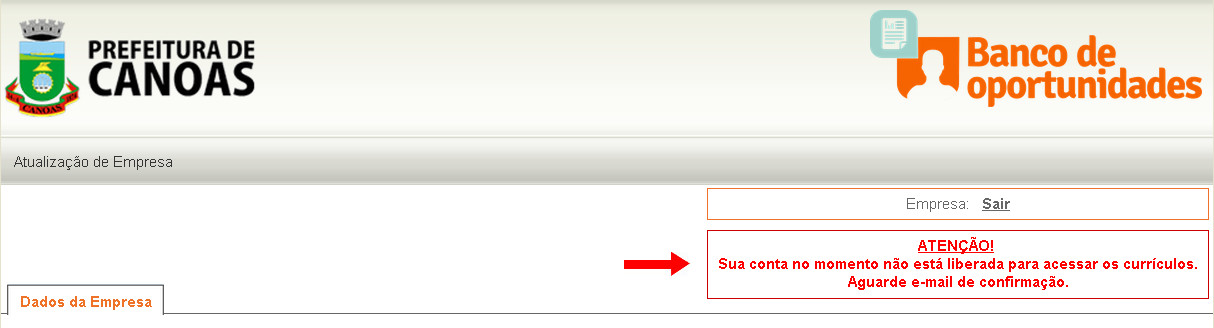 PREFEITURA DE
CANOAS
CANOAS
Banco de
oportunidades
Atualização de Empresa
Empresa: Sair
ATENÇÃO!
Sua conta no momento não está liberada para acessar os currículos.
Aguarde e-mail de confirmação.
Dados da Empresa